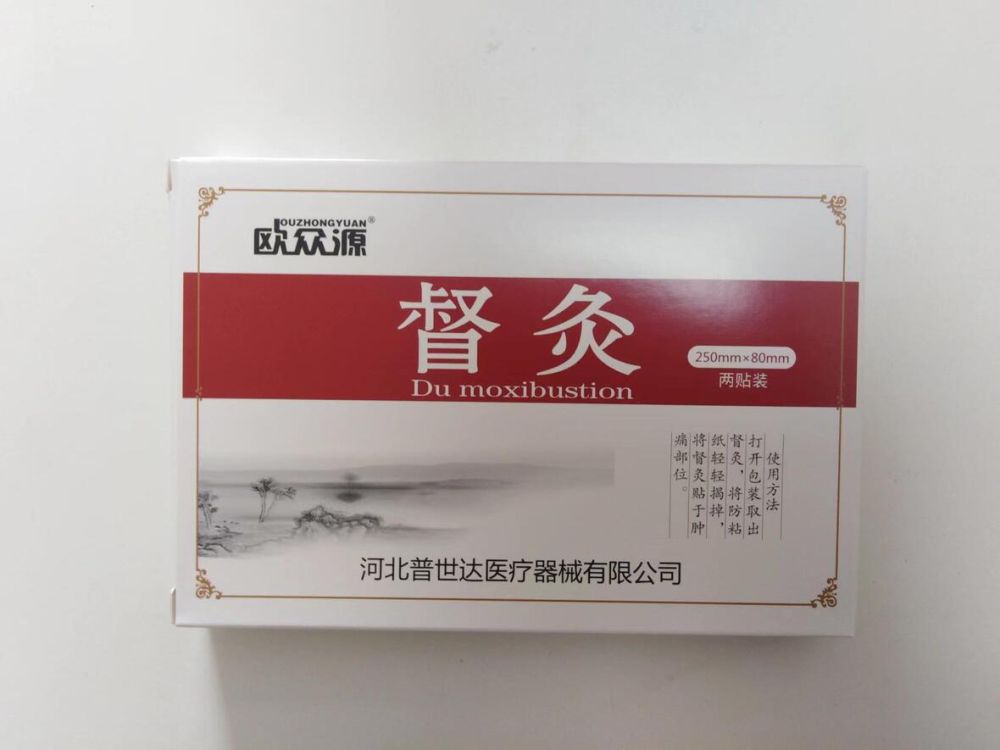 OUZHONGYUAN®
欧众源
督灸
Du moxibustion
250mm×80mm
两贴装
使用方法
打开包装取出
督灸，将防粘
纸轻轻揭掉，
将督灸贴于肿
痛部位。
河北普世达医疗器械有限公司